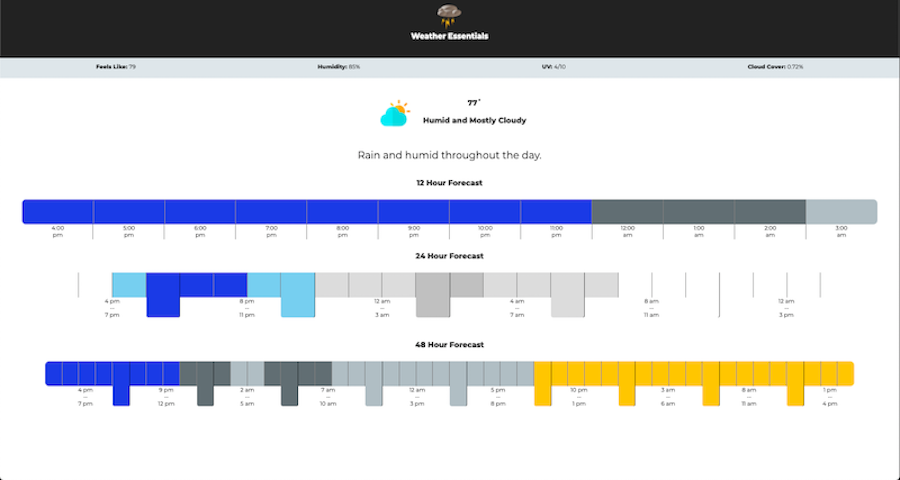 Weather Essentials
Feels Like: 79 Humidity: 85% UV: 4/10 Cloud Cover: 0.72%
77°
Humid and Mostly Cloudy
Rain and humid throughout the day.
12 Hour Forecast
4:00 pm 5:00 pm 6:00 pm 7:00 pm 8:00 pm 9:00 pm 10:00 pm 11:00 pm 12:00 am 1:00 am 2:00 am 3:00 am
24 Hour Forecast
4 pm 8 pm 12 am 4 am 8 am 12 am
— — — — — —
7 pm 11 pm 3 am 7 am 11 am 3 pm
48 Hour Forecast
4 pm 9 pm 2 am 7 am 12 am 5 pm 10 pm 3 am 8 am 1 pm
— — — — — — — — — —
7 pm 12 pm 5 am 10 am 3 pm 8 pm 1 pm 6 am 11 am 4 pm